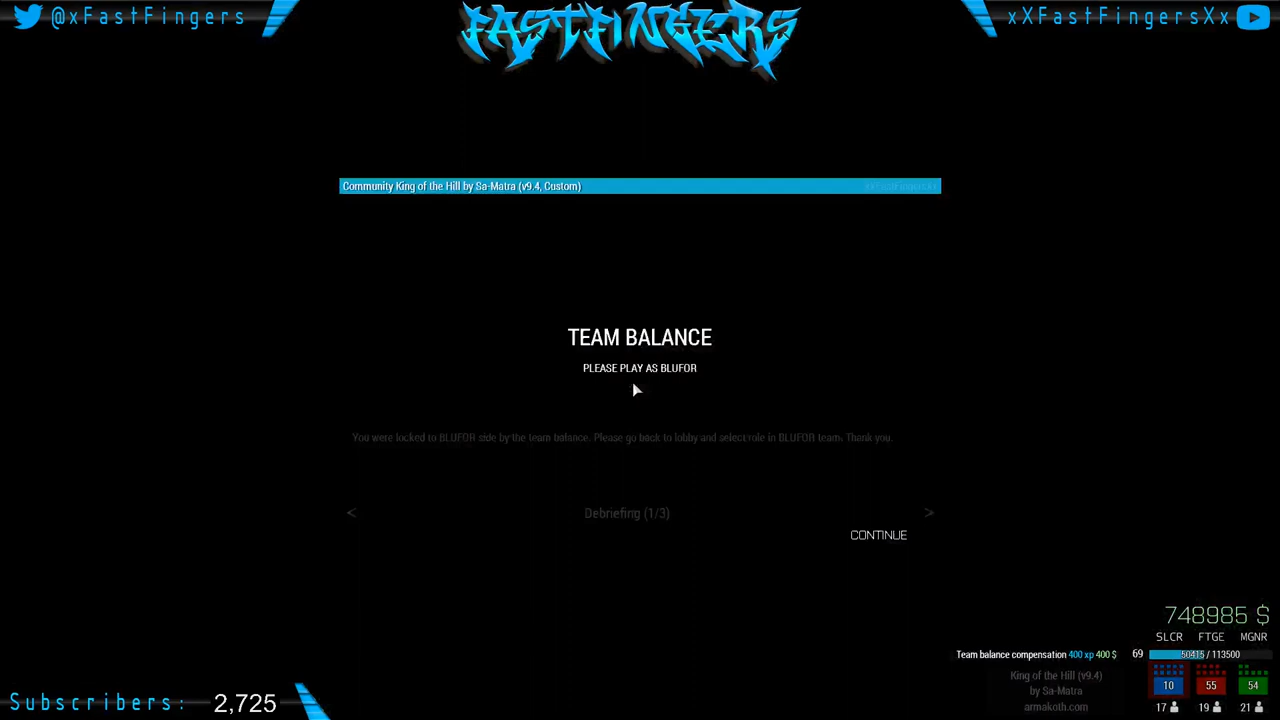 @xFastFingers
FASTFINGERS
xXFastFingersXx
Community King of the Hill by Sa-Matra (v9.4, Custom)
TEAM BALANCE
PLEASE PLAY AS BLUFOR
You were locked to BLUFOR side by the team balance. Please go back to lobby and select role in BLUFOR team. Thank you.
< Debriefing (1/3) >
CONTINUE
748985 $
SLCR FTGE MGNR
Team balance compensation 400 xp 400 $ 69 50415 / 113500
King of the Hill (v9.4)
by Sa-Matra
armakoth.com
10 55 54
17 19 21
Subscribers: 2,725